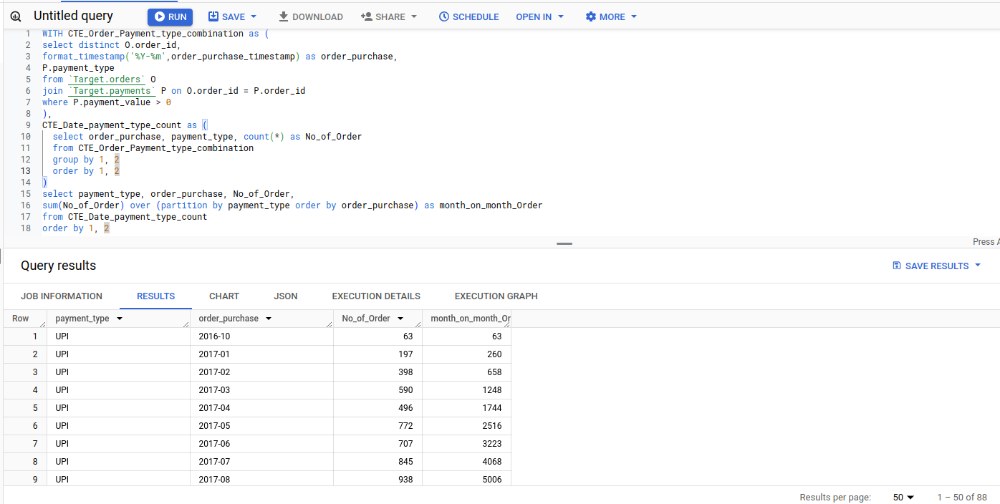 Untitled query RUN SAVE DOWNLOAD SHARE SCHEDULE OPEN IN MORE
1 WITH CTE_Order_Payment_type_combination as (
2 select distinct O.order_id,
3 format_timestamp('%Y-%m',order_purchase_timestamp) as order_purchase,
4 P.payment_type
5 from `Target.orders` O
6 join `Target.payments` P on O.order_id = P.order_id
7 where P.payment_value > 0
8 ),
9 CTE_Date_payment_type_count as (
10 select order_purchase, payment_type, count(*) as No_of_Order
11 from CTE_Order_Payment_type_combination
12 group by 1, 2
13 order by 1, 2
14 )
15 select payment_type, order_purchase, No_of_Order,
16 sum(No_of_Order) over (partition by payment_type order by order_purchase) as month_on_month_Order
17 from CTE_Date_payment_type_count
18 order by 1, 2
Press A
Query results SAVE RESULTS
JOB INFORMATION RESULTS CHART JSON EXECUTION DETAILS EXECUTION GRAPH
Row payment_type order_purchase No_of_Order month_on_month_Or
1 UPI 2016-10 63 63
2 UPI 2017-01 197 260
3 UPI 2017-02 398 658
4 UPI 2017-03 590 1248
5 UPI 2017-04 496 1744
6 UPI 2017-05 772 2516
7 UPI 2017-06 707 3223
8 UPI 2017-07 845 4068
9 UPI 2017-08 938 5006
Results per page: 50 1 – 50 of 88